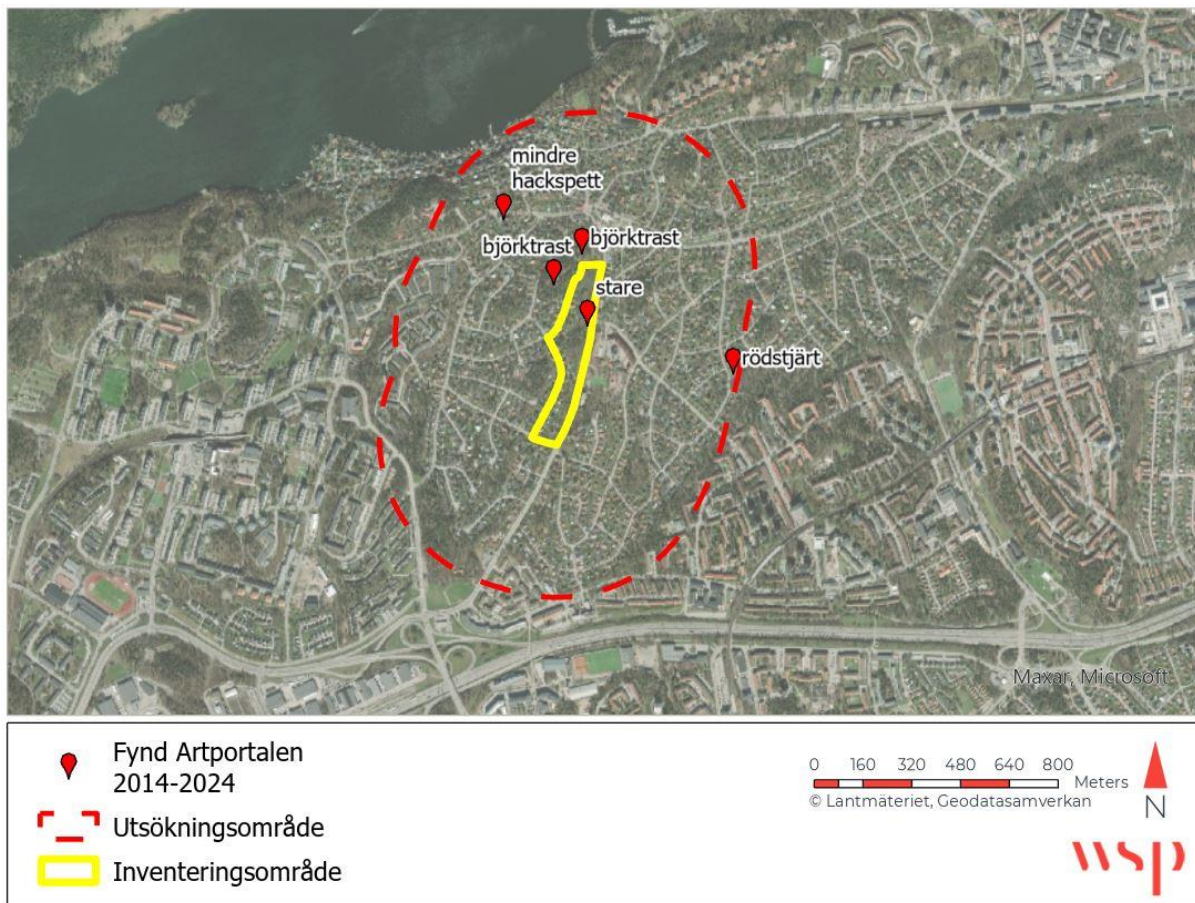 mindre
hackspett
björktrast
björktrast
stare
rödstjärt
Maxar, Microsoft
Fynd Artportalen
2014-2024
Utsökningsområde
Inventeringsområde
0 160 320 480 640 800
Meters
© Lantmäteriet, Geodatasamverkan
N
wsp